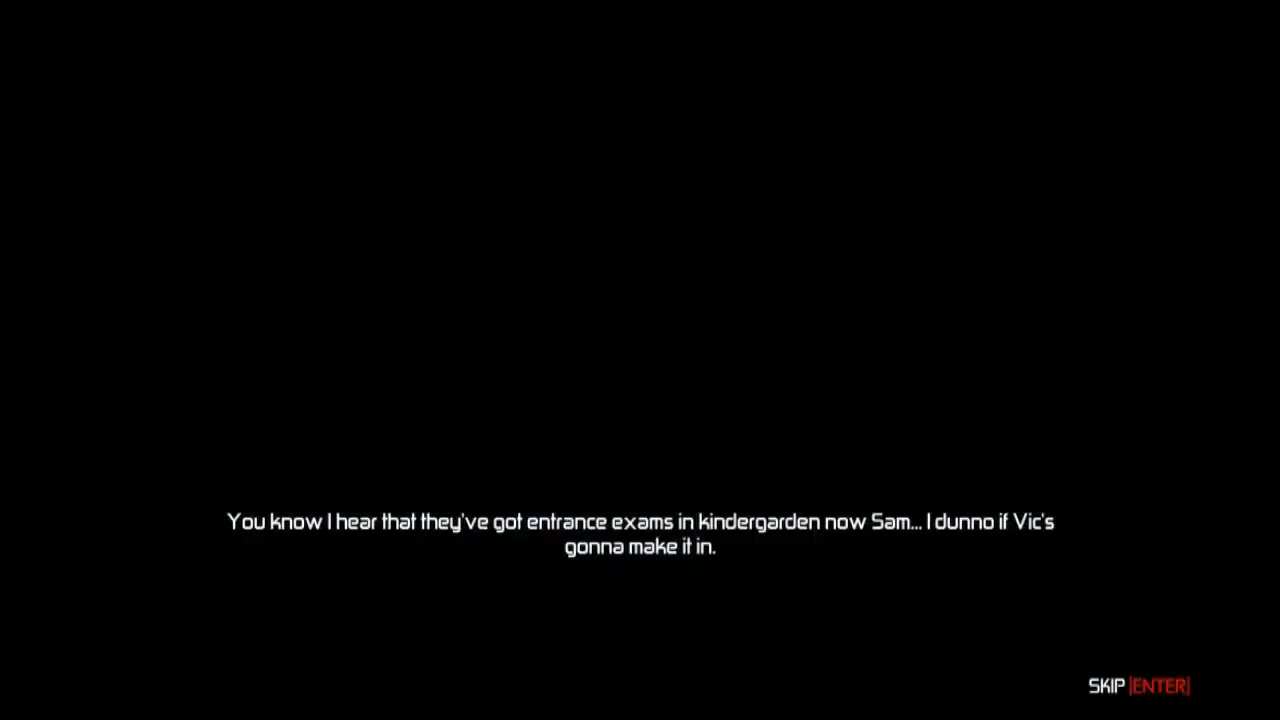 You know I hear that they've got entrance exams in kindergarden now Sam... I dunno if Vic's
gonna make it in.
SKIP |ENTER|